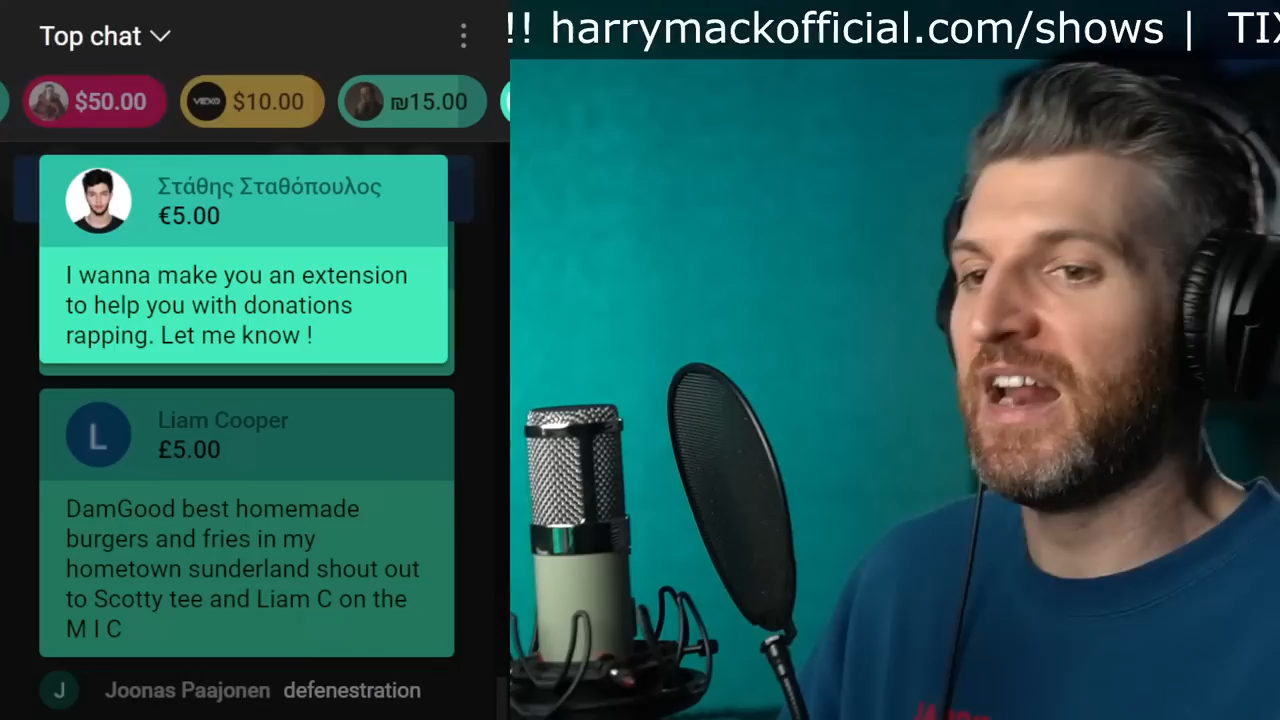 Top chat
!! harrymackofficial.com/shows | TIX
$50.00
VEXO $10.00
₪15.00
Στάθης Σταθόπουλος
€5.00
I wanna make you an extension
to help you with donations
rapping. Let me know !
L
Liam Cooper
£5.00
DamGood best homemade
burgers and fries in my
hometown sunderland shout out
to Scotty tee and Liam C on the
M I C
J Joonas Paajonen defenestration